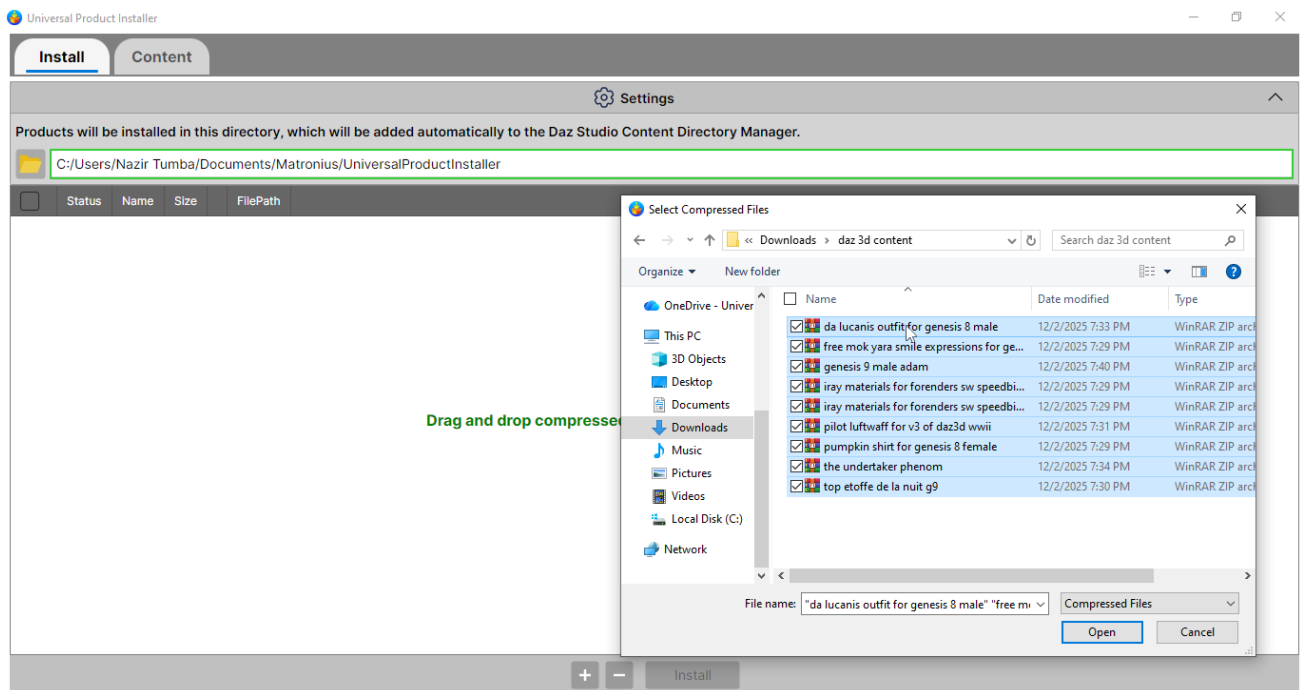 Universal Product Installer
Install
Content
Settings
Products will be installed in this directory, which will be added automatically to the Daz Studio Content Directory Manager.
C:/Users/Nazir Tumba/Documents/Matronius/UniversalProductInstaller
Status Name Size FilePath
Drag and drop compressed
Select Compressed Files
« Downloads › daz 3d content
Search daz 3d content
Organize
New folder
OneDrive - Univer
This PC
3D Objects
Desktop
Documents
Downloads
Music
Pictures
Videos
Local Disk (C:)
Network
Name Date modified Type
da lucanis outfit for genesis 8 male 12/2/2025 7:33 PM WinRAR ZIP arch
free mok yara smile expressions for ge... 12/2/2025 7:29 PM WinRAR ZIP arch
genesis 9 male adam 12/2/2025 7:40 PM WinRAR ZIP arch
iray materials for forenders sw speedbi... 12/2/2025 7:29 PM WinRAR ZIP arch
iray materials for forenders sw speedbi... 12/2/2025 7:29 PM WinRAR ZIP arch
pilot luftwaff for v3 of daz3d wwii 12/2/2025 7:31 PM WinRAR ZIP arch
pumpkin shirt for genesis 8 female 12/2/2025 7:29 PM WinRAR ZIP arch
the undertaker phenom 12/2/2025 7:34 PM WinRAR ZIP arch
top etoffe de la nuit g9 12/2/2025 7:30 PM WinRAR ZIP arch
File name: "da lucanis outfit for genesis 8 male" "free m
Compressed Files
Open
Cancel
+ − Install